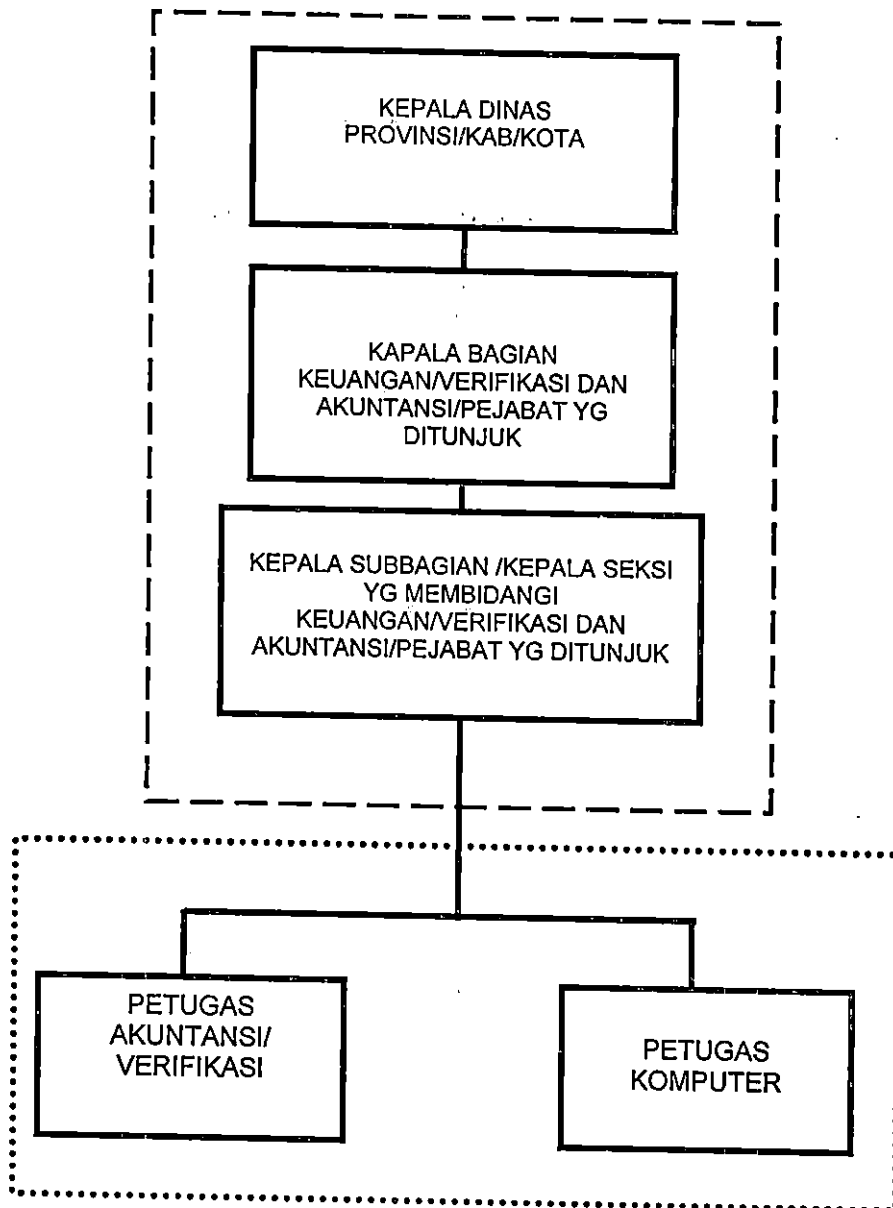 KEPALA DINAS
PROVINSI/KAB/KOTA
KAPALA BAGIAN
KEUANGAN/VERIFIKASI DAN
AKUNTANSI/PEJABAT YG
DITUNJUK
KEPALA SUBBAGIAN /KEPALA SEKSI
YG MEMBIDANGI
KEUANGAN/VERIFIKASI DAN
AKUNTANSI/PEJABAT YG DITUNJUK
PETUGAS
AKUNTANSI/
VERIFIKASI
PETUGAS
KOMPUTER